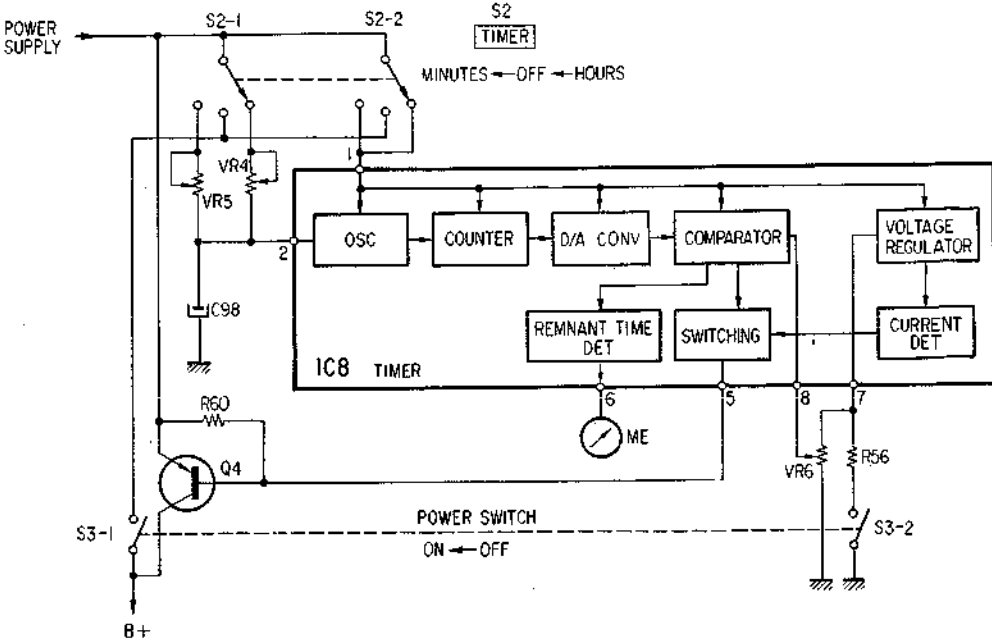 POWER
SUPPLY
S2-1
S2-2
S2
TIMER
MINUTES OFF HOURS
1
VR4
VR5
2
OSC
COUNTER
D/A CONV
COMPARATOR
VOLTAGE
REGULATOR
C98
REMNANT TIME
DET
SWITCHING
CURRENT
DET
IC8 TIMER
R60
6
5
8
7
ME
VR6
R56
Q4
POWER SWITCH
S3-1
S3-2
ON OFF
B+